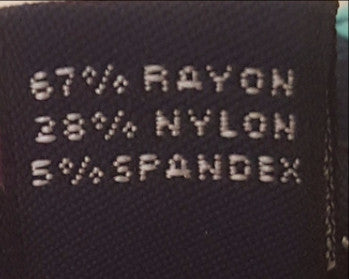 67% RAYON
28% NYLON
5% SPANDEX